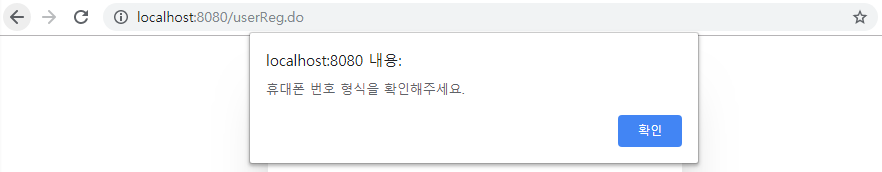 localhost:8080/userReg.do
localhost:8080 내용:
휴대폰 번호 형식을 확인해주세요.
확인